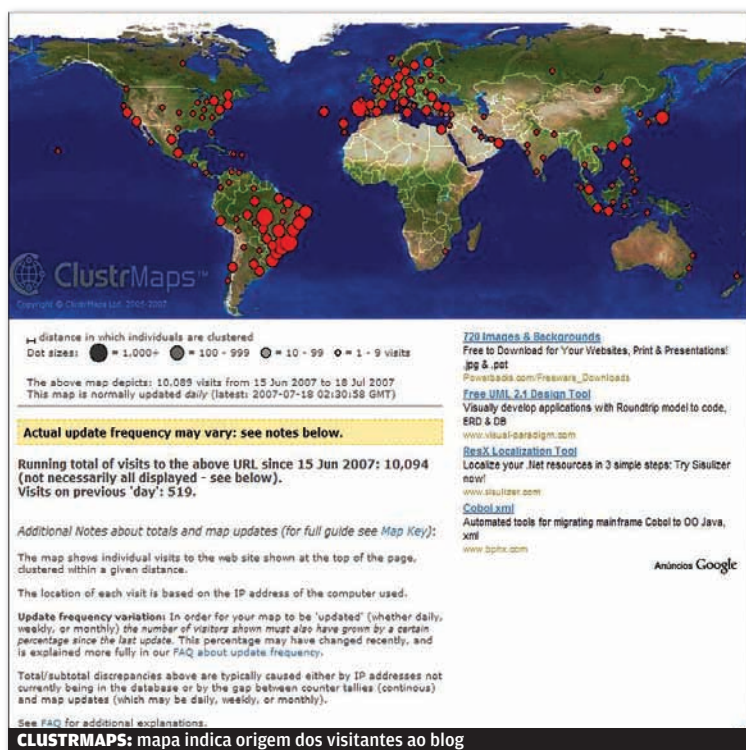 ClustrMaps™
Copyright © ClustrMaps Ltd. 2005-2007
distance in which individuals are clustered
Dot sizes: = 1,000+ = 100 - 999 = 10 - 99 = 1 - 9 visits
The above map depicts: 10,089 visits from 15 Jun 2007 to 18 Jul 2007
This map is normally updated daily (latest: 2007-07-18 02:30:58 GMT)
Actual update frequency may vary: see notes below.
Running total of visits to the above URL since 15 Jun 2007: 10,094
(not necessarily all displayed - see below).
Visits on previous 'day': 519.
Additional Notes about totals and map updates (for full guide see Map Key):
The map shows individual visits to the web site shown at the top of the page,
clustered within a given distance.
The location of each visit is based on the IP address of the computer used.
Update frequency variation: In order for your map to be 'updated' (whether daily,
weekly, or monthly) the number of visitors shown must also have grown by a certain
percentage since the last update. This percentage may have changed recently, and
is explained more fully in our FAQ about update frequency.
Total/subtotal discrepancies above are typically caused either by IP addresses not
currently being in the database or by the gap between counter tallies (continous)
and map updates (which may be daily, weekly, or monthly).
See FAQ for additional explanations.
720 Images & Backgrounds
Free to Download for Your Websites, Print & Presentations!
.jpg & .pot
Powerbacks.com/Freeware_Downloads
Free UML 2.1 Design Tool
Visually develop applications with Roundtrip model to code,
ERD & DB
www.visual-paradigm.com
ResX Localization Tool
Localize your .Net resources in 3 simple steps: Try Sisulizer
now!
www.sisulizer.com
Cobol.xml
Automated tools for migrating mainframe Cobol to OO Java,
xml
www.bphx.com
Anúncios Google
CLUSTRMAPS: mapa indica origem dos visitantes ao blog